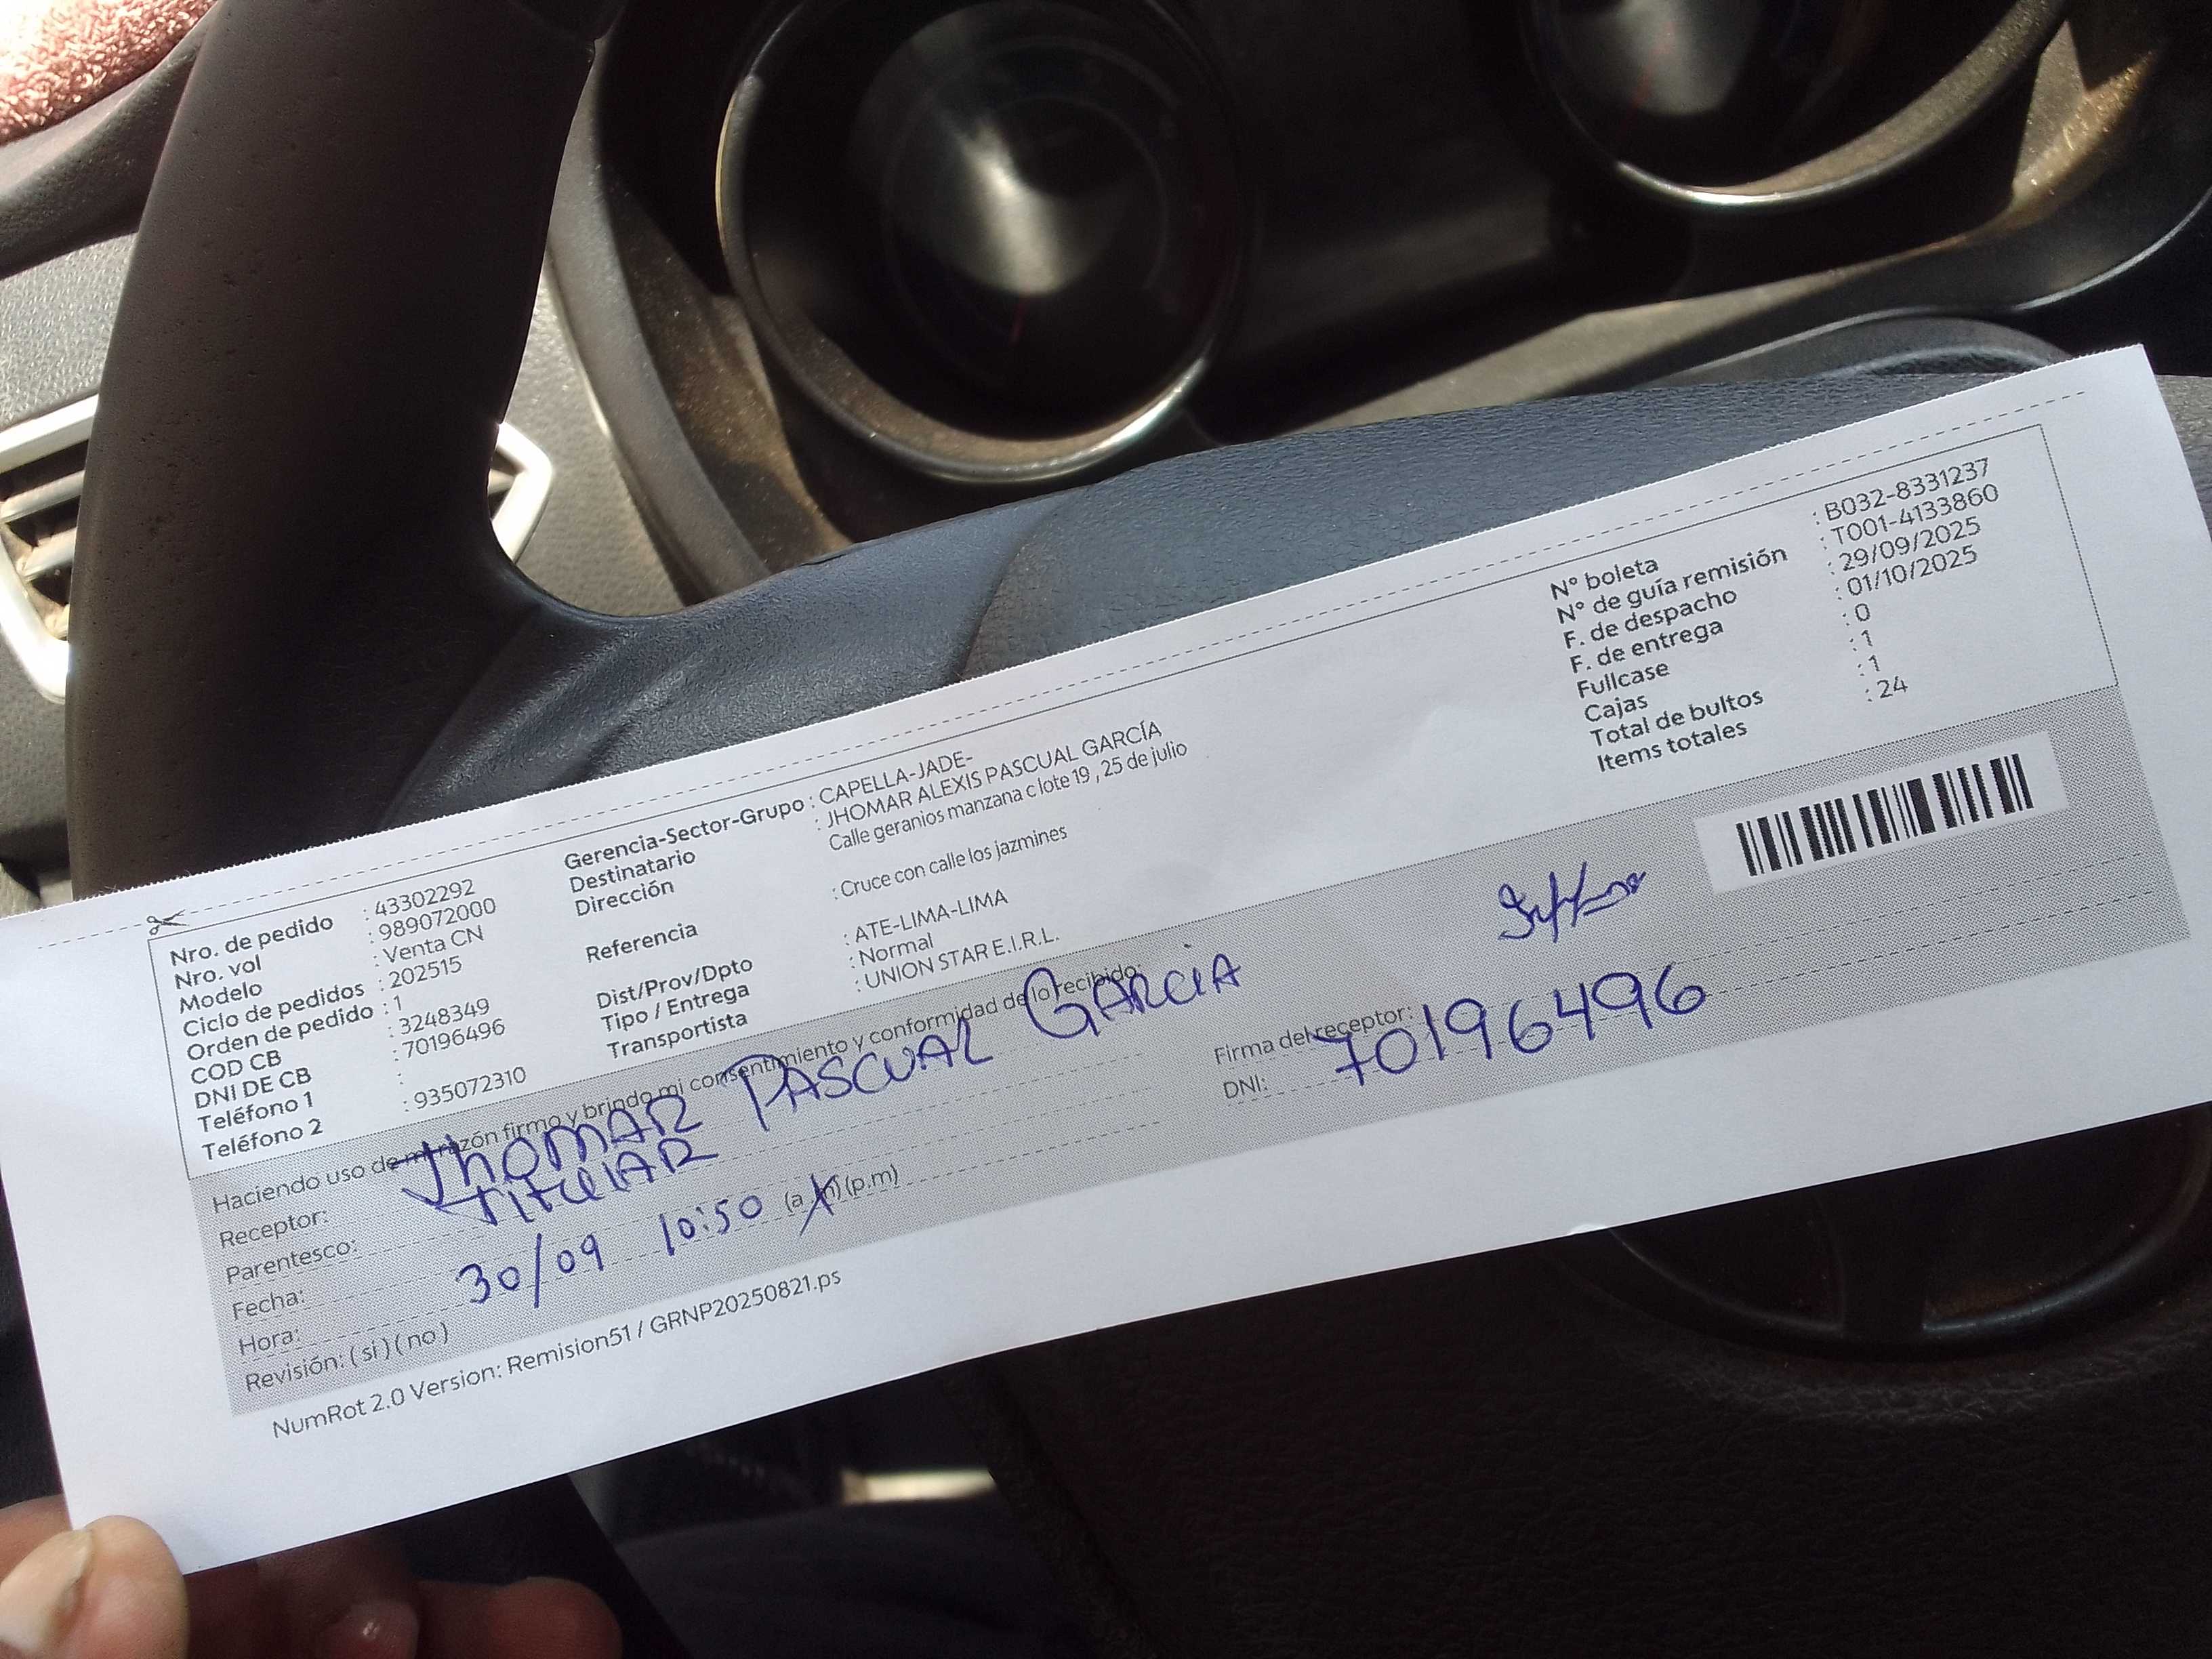 Nro. de pedido : 43302292
Nro. vol : 989072000
Modelo : Venta CN
Ciclo de pedidos : 202515
Orden de pedido : 1
COD CB : 3248349
DNI DE CB : 70196496
Teléfono 1 :
Teléfono 2 : 935072310
Gerencia-Sector-Grupo : CAPELLA-JADE-
Destinatario : JHOMAR ALEXIS PASCUAL GARCÍA
Dirección Calle geranios manzana c lote 19 , 25 de julio
Referencia : Cruce con calle los jazmines
Dist/Prov/Dpto : ATE-LIMA-LIMA
Tipo / Entrega : Normal
Transportista : UNION STAR E.I.R.L.
N° boleta : B032-8331237
N° de guía remisión : T001-4133860
F. de despacho : 29/09/2025
F. de entrega : 01/10/2025
Fullcase : 0
Cajas : 1
Total de bultos : 1
Items totales : 24
Haciendo uso de mi razón firmo y brindo mi consentimiento y conformidad de lo recibido:
Receptor: JhomAR PASCUAL GARCIA
Parentesco: TITULAR
Fecha: 30/09
Hora: 10:50 (a.m) (p.m)
Revisión: ( si ) ( no )
Firma del receptor:
DNI: 70196496
NumRot 2.0 Version: Remision51 / GRNP20250821.ps